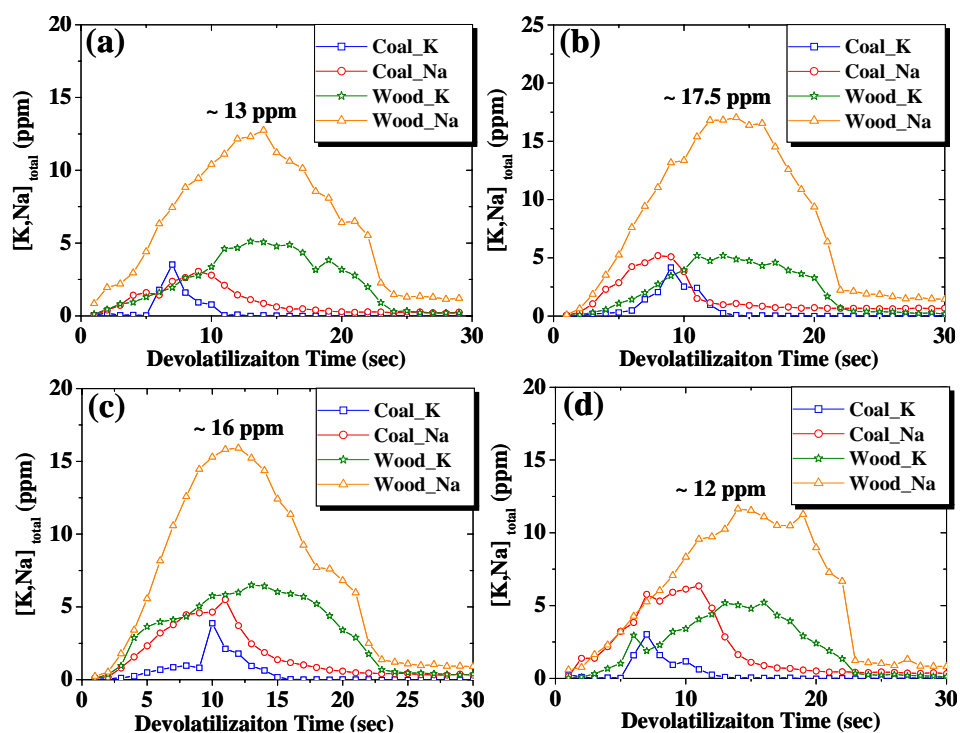 (a)
Coal_K
Coal_Na
Wood_K
Wood_Na
~ 13 ppm
[K,Na] total (ppm)
20
15
10
5
0
0 10 20 30
Devolatilizaiton Time (sec)
(b)
Coal_K
Coal_Na
Wood_K
Wood_Na
~ 17.5 ppm
[K,Na] total (ppm)
25
20
15
10
5
0
0 10 20 30
Devolatilizaiton Time (sec)
(c)
Coal_K
Coal_Na
Wood_K
Wood_Na
~ 16 ppm
[K,Na] total (ppm)
20
15
10
5
0
0 5 10 15 20 25 30
Devolatilizaiton Time (sec)
(d)
Coal_K
Coal_Na
Wood_K
Wood_Na
~ 12 ppm
[K,Na] total (ppm)
20
15
10
5
0
0 10 20 30
Devolatilizaiton Time (sec)